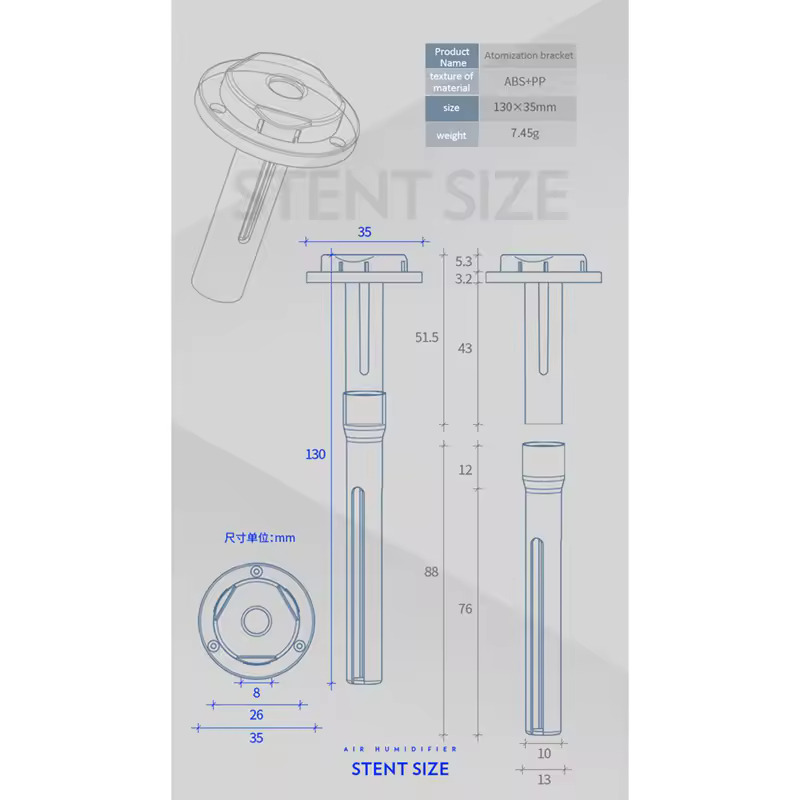 Product
Name
Atomization bracket
texture of
material
ABS+PP
size
130×35mm
weight
7.45g
STENT SIZE
35
5.3
3.2
51.5
43
130
12
尺寸单位:mm
88
76
8
26
35
10
13
AIR HUMIDIFIER
STENT SIZE